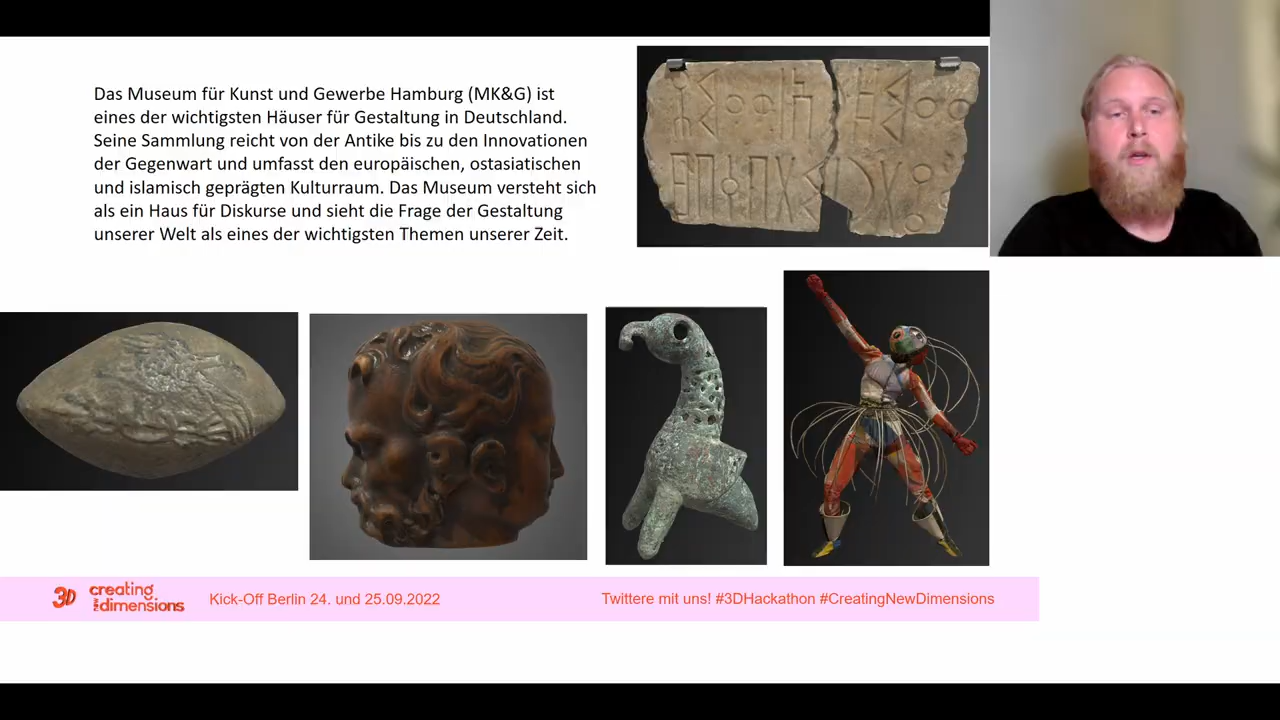 Das Museum für Kunst und Gewerbe Hamburg (MK&G) ist
eines der wichtigsten Häuser für Gestaltung in Deutschland.
Seine Sammlung reicht von der Antike bis zu den Innovationen
der Gegenwart und umfasst den europäischen, ostasiatischen
und islamisch geprägten Kulturraum. Das Museum versteht sich
als ein Haus für Diskurse und sieht die Frage der Gestaltung
unserer Welt als eines der wichtigsten Themen unserer Zeit.
3D creating
new dimensions
Kick-Off Berlin 24. und 25.09.2022
Twittere mit uns! #3DHackathon #CreatingNewDimensions